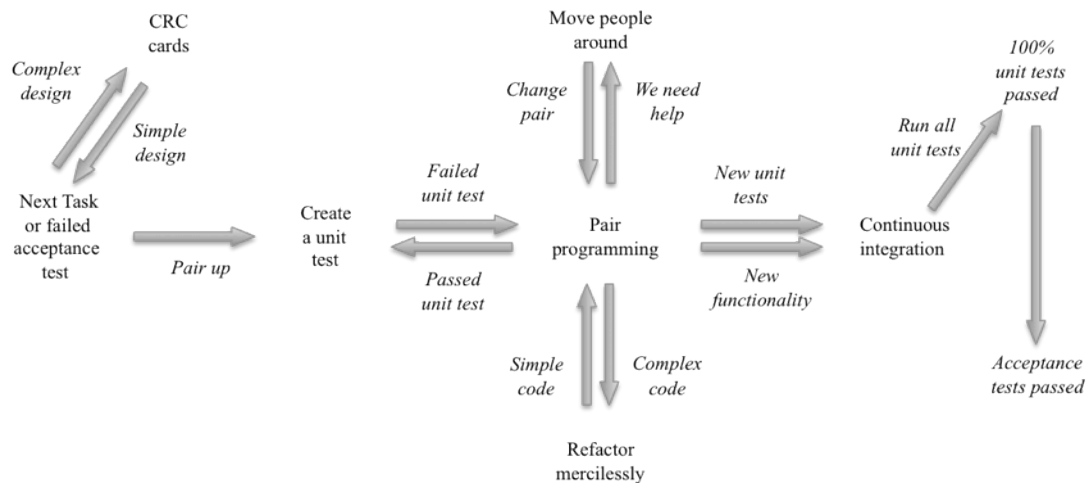 CRC
cards
Complex
design
Simple
design
Next Task
or failed
acceptance
test
Pair up
Create
a unit
test
Failed
unit test
Passed
unit test
Move people
around
Change
pair
We need
help
Pair
programming
Simple
code
Complex
code
Refactor
mercilessly
New unit
tests
New
functionality
Continuous
integration
Run all
unit tests
100%
unit tests
passed
Acceptance
tests passed